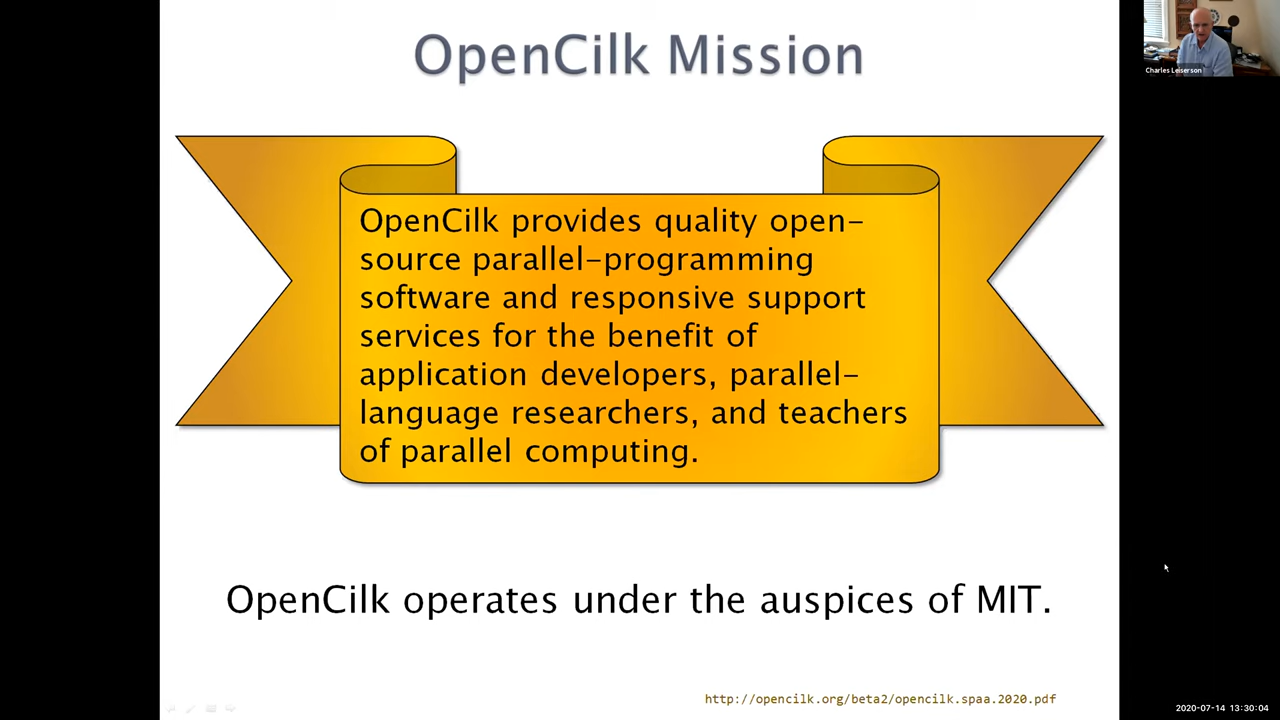 OpenCilk Mission
Charles Leiserson
OpenCilk provides quality open-
source parallel-programming
software and responsive support
services for the benefit of
application developers, parallel-
language researchers, and teachers
of parallel computing.
OpenCilk operates under the auspices of MIT.
http://opencilk.org/beta2/opencilk.spaa.2020.pdf
2020-07-14 13:30:04